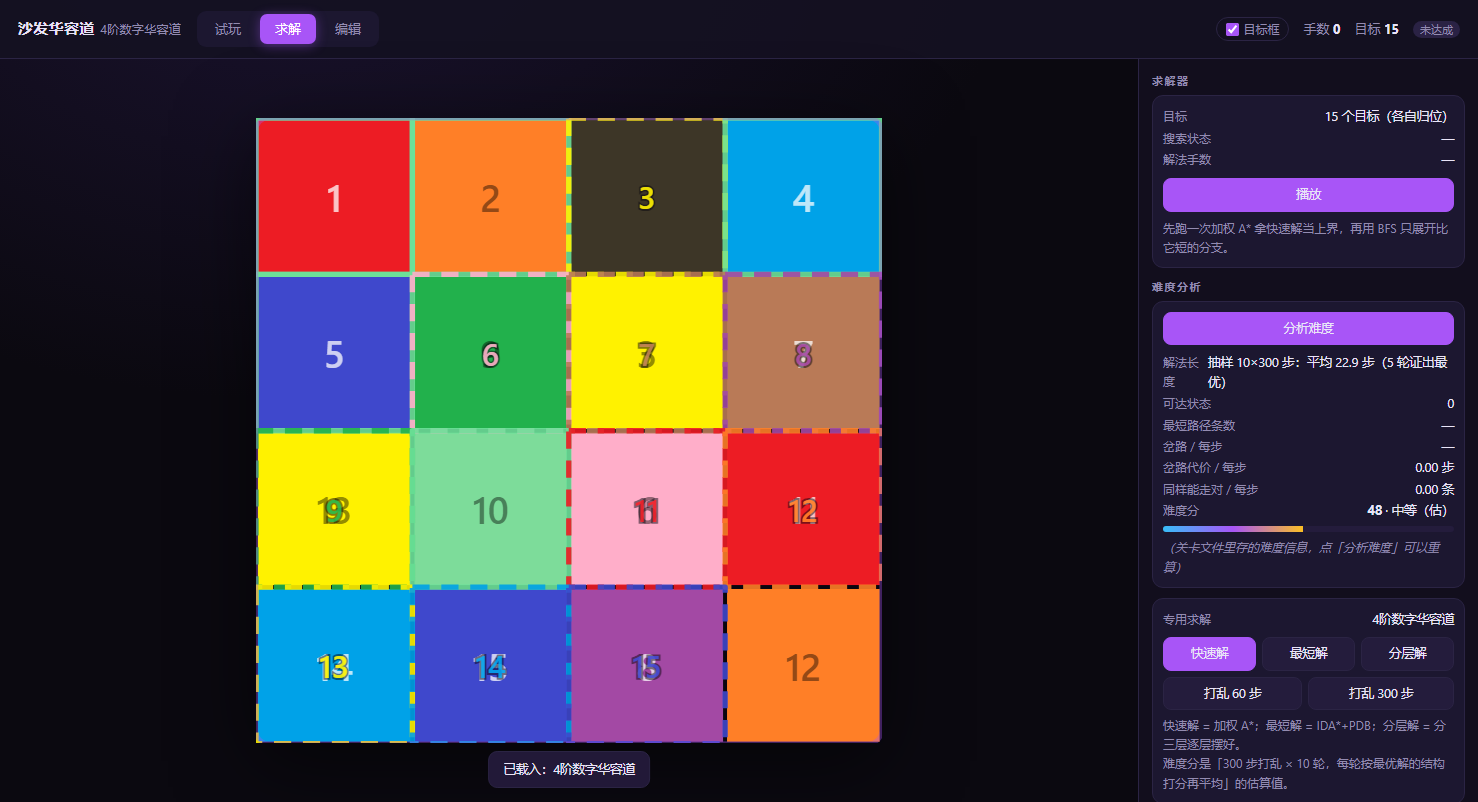 沙发华容道 4阶数字华容道 试玩 求解 编辑 目标框 手数 0 目标 15 未达成
1 2 3 4
5 6 7 8
9 10 11 12
13 14 15 12
已载入：4阶数字华容道
求解器
目标 15 个目标（各自归位）
搜索状态 —
解法手数 —
播放
先跑一次加权 A* 拿快速解当上界，再用 BFS 只展开比
它短的分支。
难度分析
分析难度
解法长度 抽样 10×300 步：平均 22.9 步（5 轮证出最
优）
可达状态 0
最短路径条数 —
岔路 / 每步 —
岔路代价 / 每步 0.00 步
同样能走对 / 每步 0.00 条
难度分 48 · 中等（估）
（关卡文件里存的难度信息，点「分析难度」可以重
算）
专用求解 4阶数字华容道
快速解 最短解 分层解
打乱 60 步 打乱 300 步
快速解 = 加权 A*；最短解 = IDA*+PDB；分层解 = 分
三层逐层摆好。
难度分是「300 步打乱 × 10 轮，每轮按最优解的结构
打分再平均」的估算值。